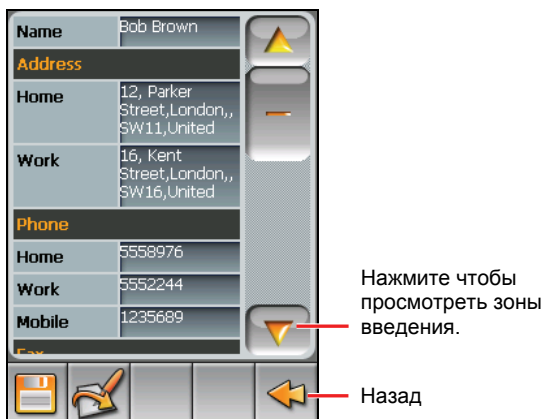 Name Bob Brown
Address
Home 12, Parker
Street,London,,
SW11,United
Work 16, Kent
Street,London,,
SW16,United
Phone
Home 5558976
Work 5552244
Mobile 1235689
Fax
Нажмите чтобы
просмотреть зоны
введения.
Назад